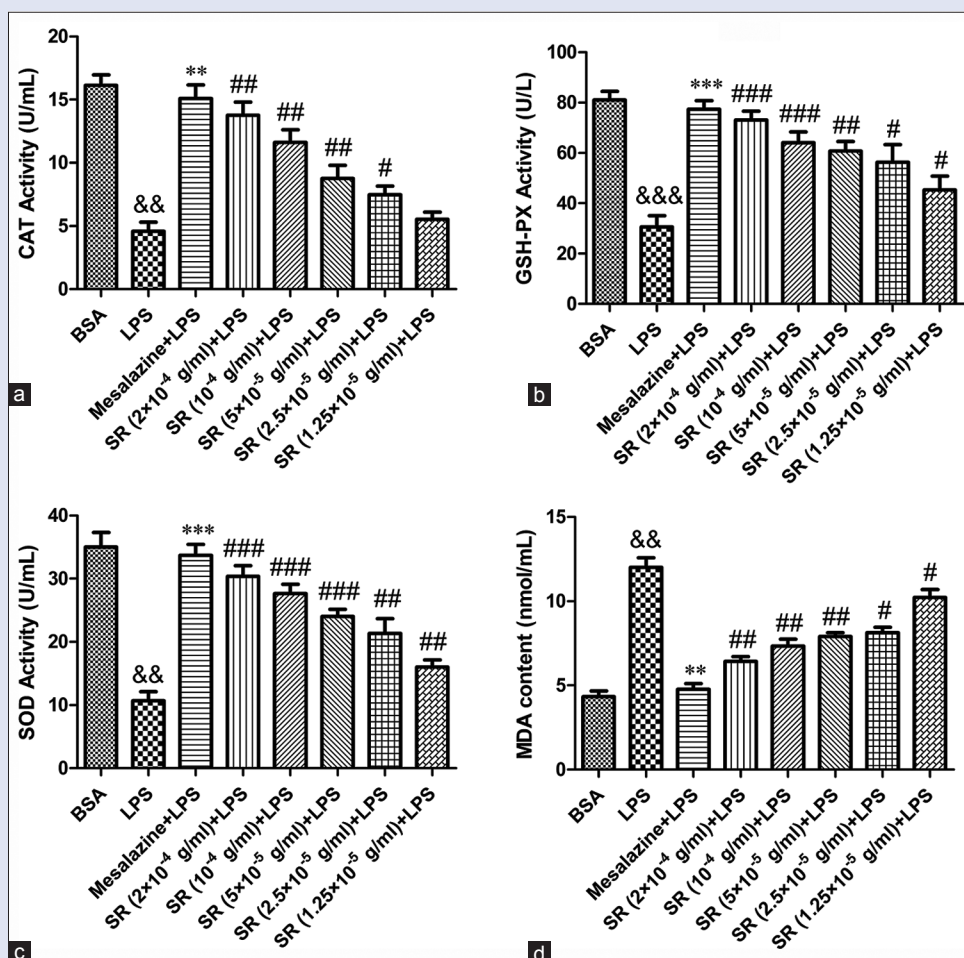 CAT Activity (U/mL)
20
15
10
5
0
&&
**
##
##
##
#
BSA
LPS
Mesalazine+LPS
SR (2×10⁻⁴ g/ml)+LPS
SR (10⁻⁴ g/ml)+LPS
SR (5×10⁻⁵ g/ml)+LPS
SR (2.5×10⁻⁵ g/ml)+LPS
SR (1.25×10⁻⁵ g/ml)+LPS
a
GSH-PX Activity (U/L)
100
80
60
40
20
0
&&&
***
###
###
##
#
#
BSA
LPS
Mesalazine+LPS
SR (2×10⁻⁴ g/ml)+LPS
SR (10⁻⁴ g/ml)+LPS
SR (5×10⁻⁵ g/ml)+LPS
SR (2.5×10⁻⁵ g/ml)+LPS
SR (1.25×10⁻⁵ g/ml)+LPS
b
SOD Activity (U/mL)
40
30
20
10
0
&&
***
###
###
###
##
##
BSA
LPS
Mesalazine+LPS
SR (2×10⁻⁴ g/ml)+LPS
SR (10⁻⁴ g/ml)+LPS
SR (5×10⁻⁵ g/ml)+LPS
SR (2.5×10⁻⁵ g/ml)+LPS
SR (1.25×10⁻⁵ g/ml)+LPS
c
MDA content (nmol/mL)
15
10
5
0
&&
**
##
##
##
#
#
BSA
LPS
Mesalazine+LPS
SR (2×10⁻⁴ g/ml)+LPS
SR (10⁻⁴ g/ml)+LPS
SR (5×10⁻⁵ g/ml)+LPS
SR (2.5×10⁻⁵ g/ml)+LPS
SR (1.25×10⁻⁵ g/ml)+LPS
d